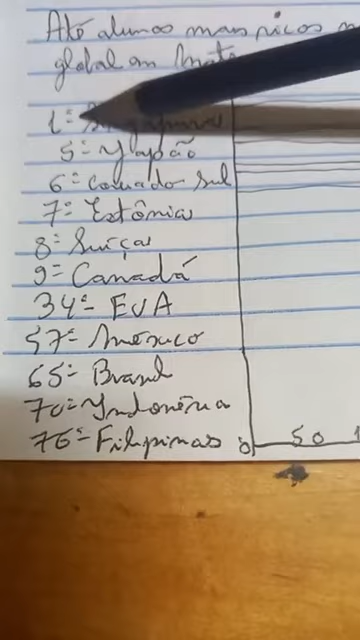 Até alunos mais ricos
global em
1º Singapura
5º Japão
6º Coreia do Sul
7º Estônia
8º Suíça
9º Canadá
34º EUA
57º México
65º Brasil
70º Indonésia
76º Filipinas
0 50